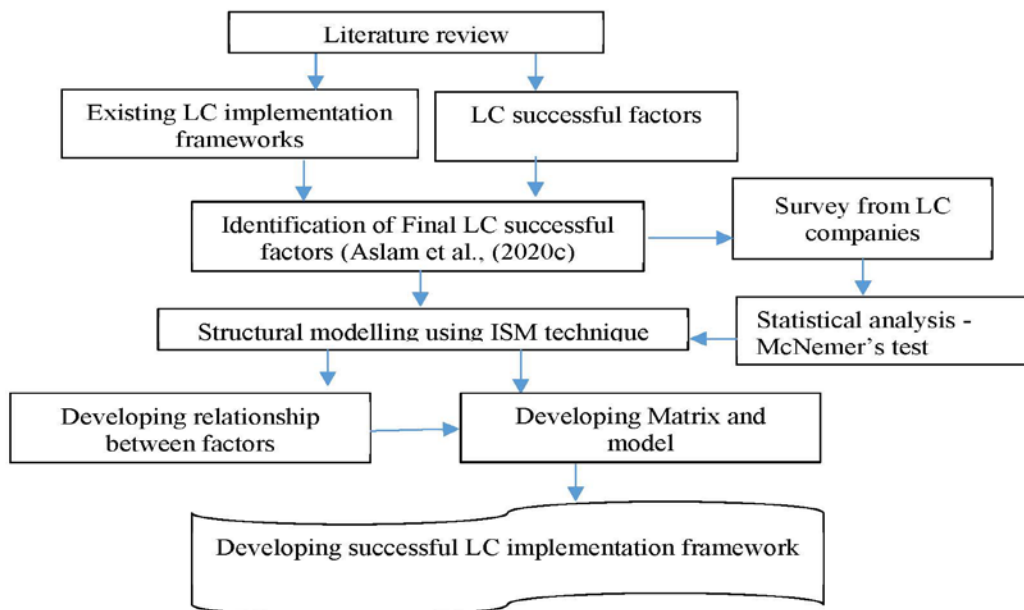 Literature review
Existing LC implementation
frameworks
LC successful factors
Identification of Final LC successful
factors (Aslam et al., (2020c)
Survey from LC
companies
Structural modelling using ISM technique
Statistical analysis -
McNemer's test
Developing relationship
between factors
Developing Matrix and
model
Developing successful LC implementation framework